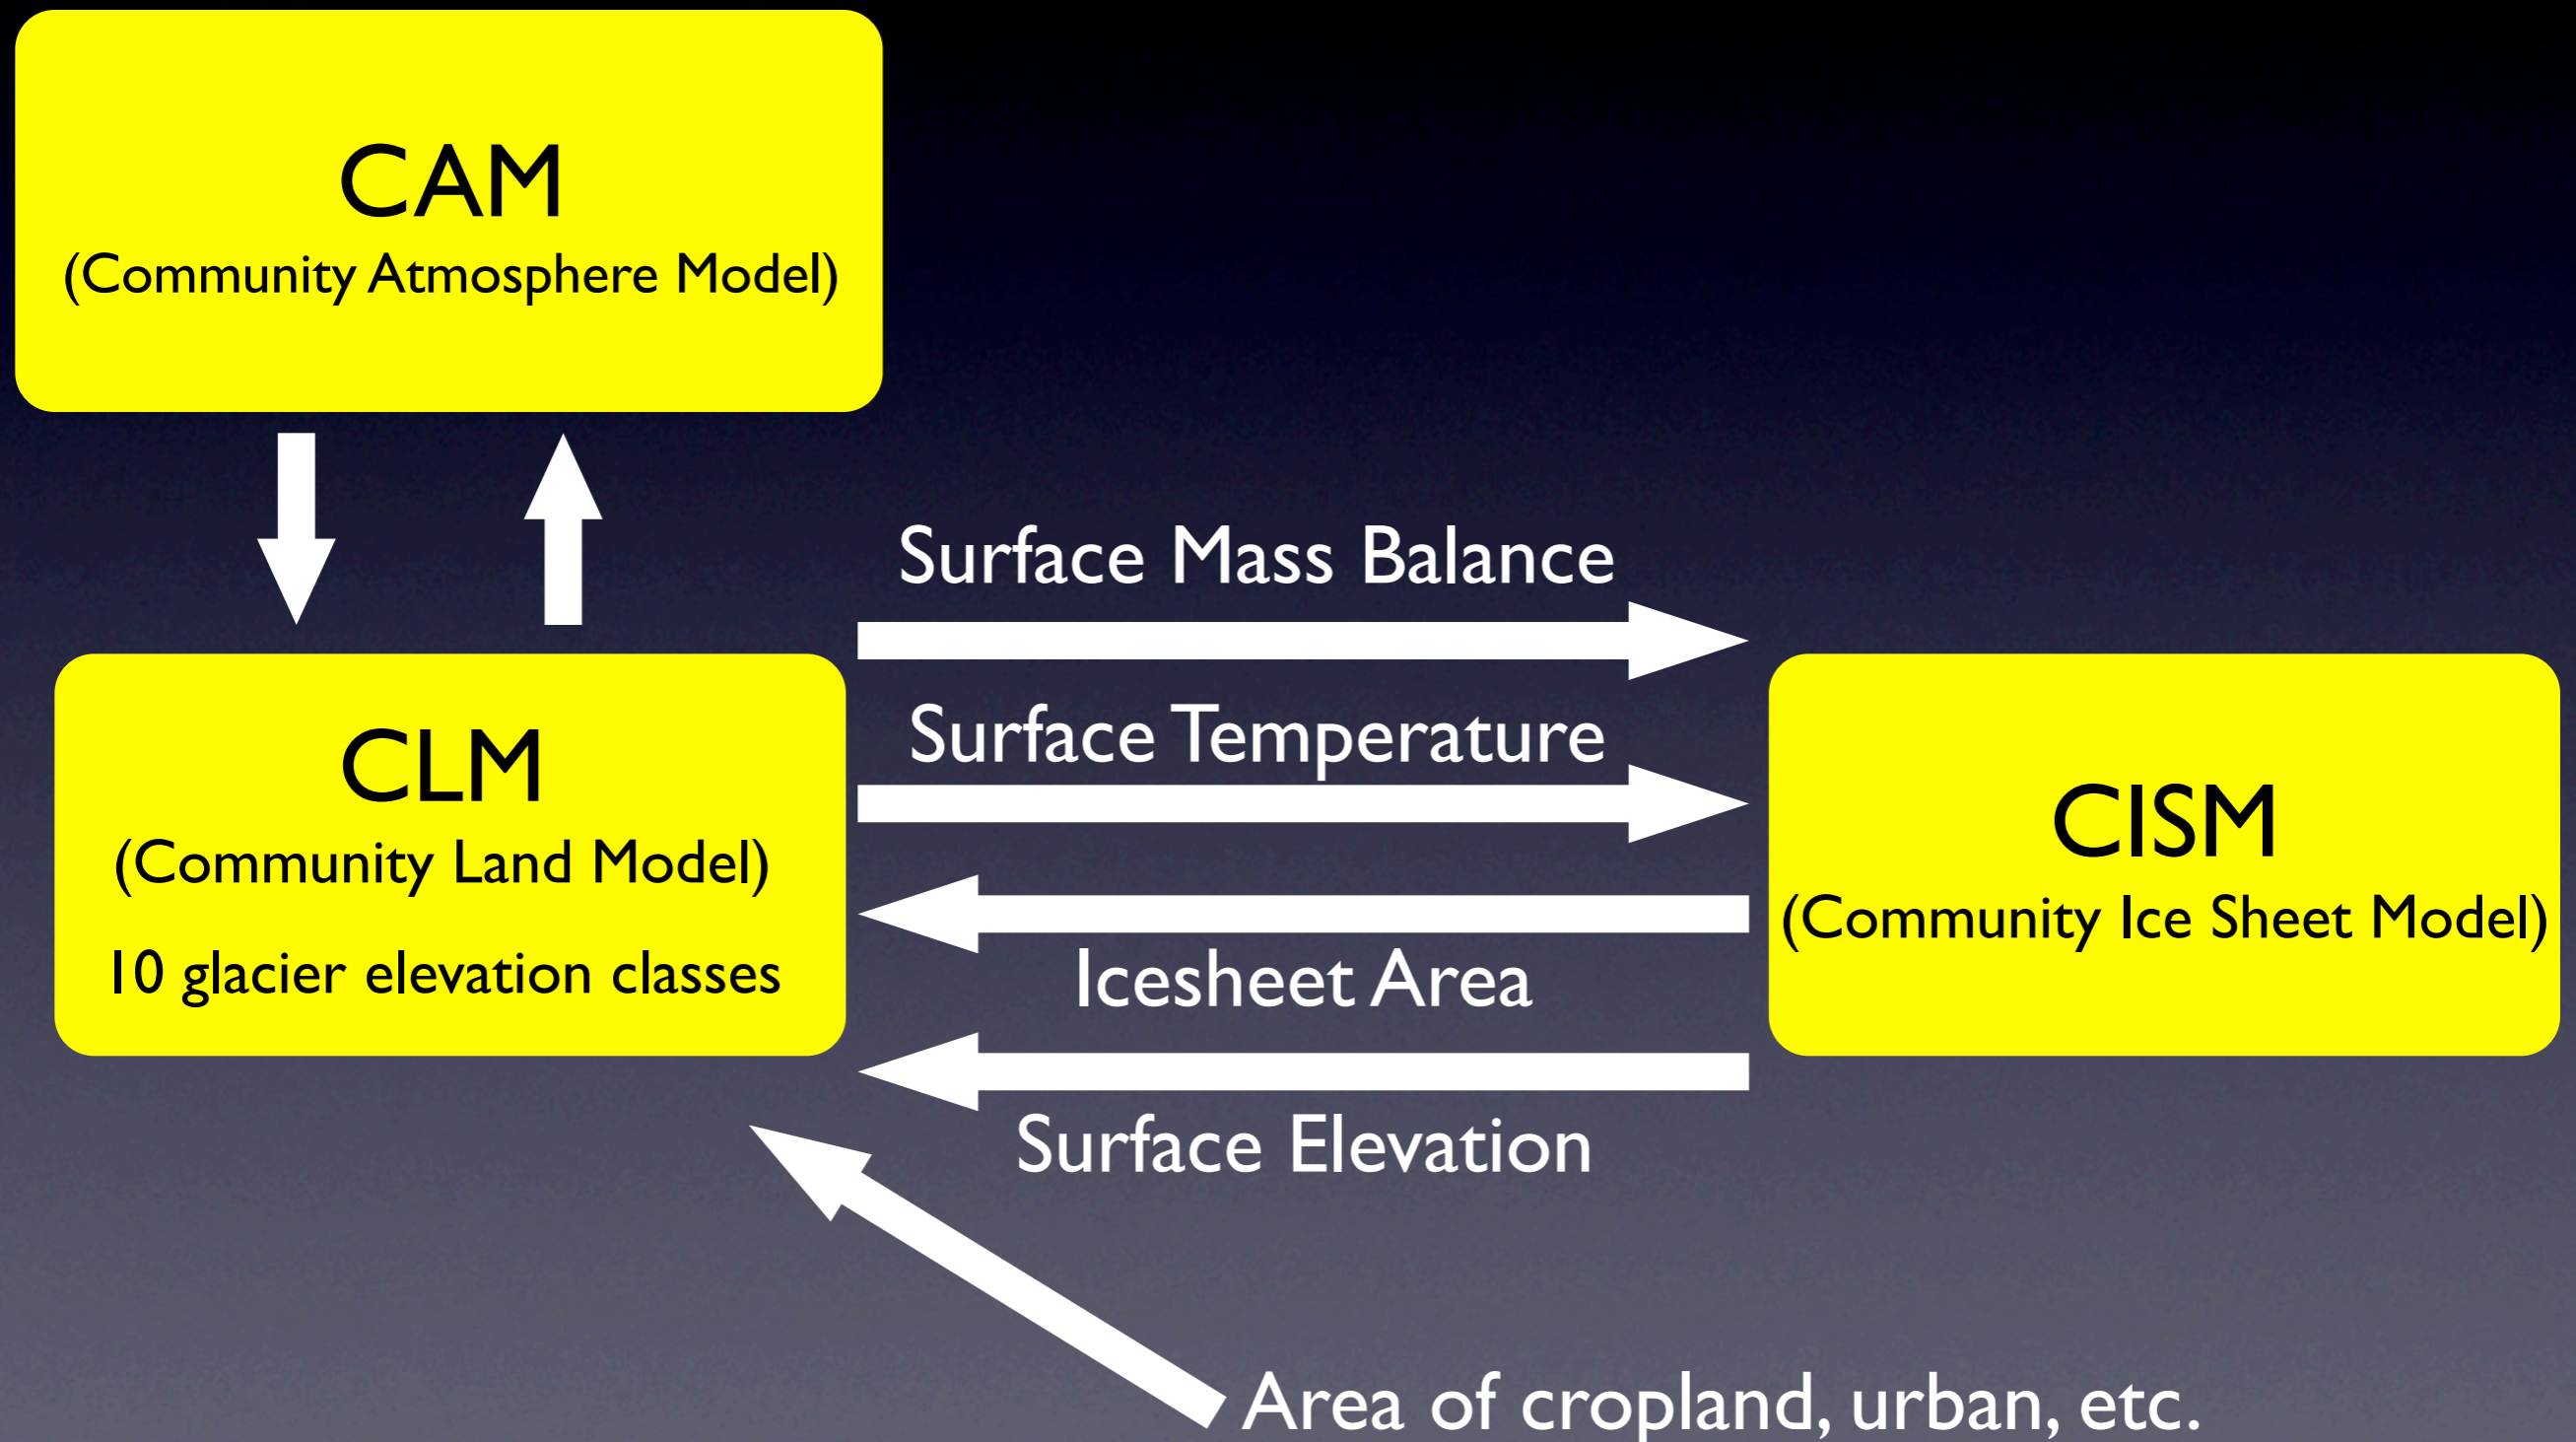 CAM
(Community Atmosphere Model)
Surface Mass Balance
Surface Temperature
CLM
(Community Land Model)
10 glacier elevation classes
CISM
(Community Ice Sheet Model)
Icesheet Area
Surface Elevation
Area of cropland, urban, etc.